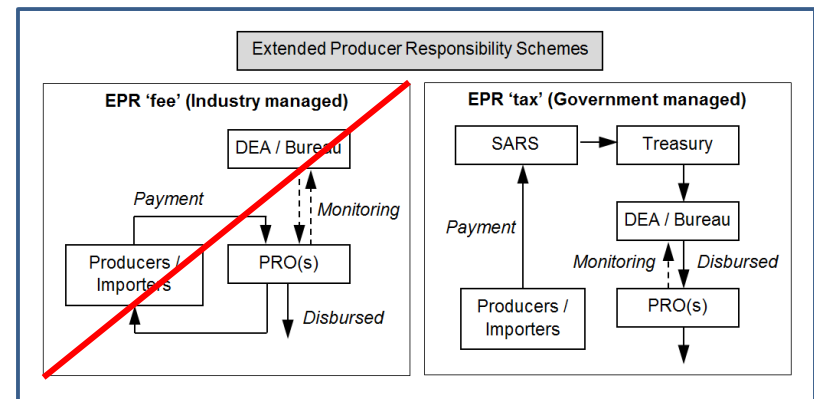 Extended Producer Responsibility Schemes
EPR ‘fee’ (Industry managed)
DEA / Bureau
Payment
Monitoring
Producers /
Importers
PRO(s)
Disbursed
EPR ‘tax’ (Government managed)
SARS
Treasury
Payment
DEA / Bureau
Monitoring
Disbursed
Producers /
Importers
PRO(s)